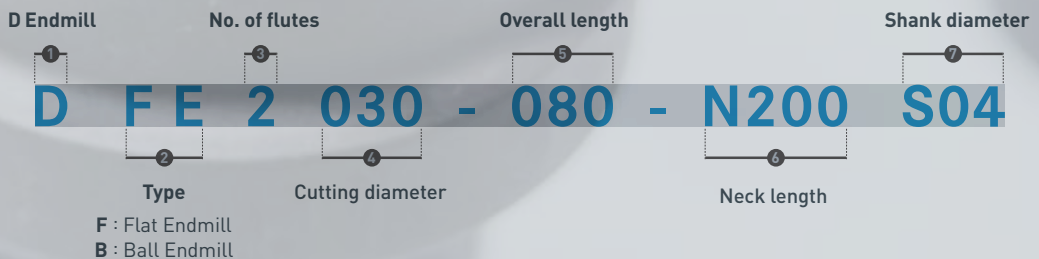 D Endmill No. of flutes Overall length Shank diameter
1 3 5 7
D FE 2 030 - 080 - N200 S04
2 4 6
Type Cutting diameter Neck length
F : Flat Endmill
B : Ball Endmill